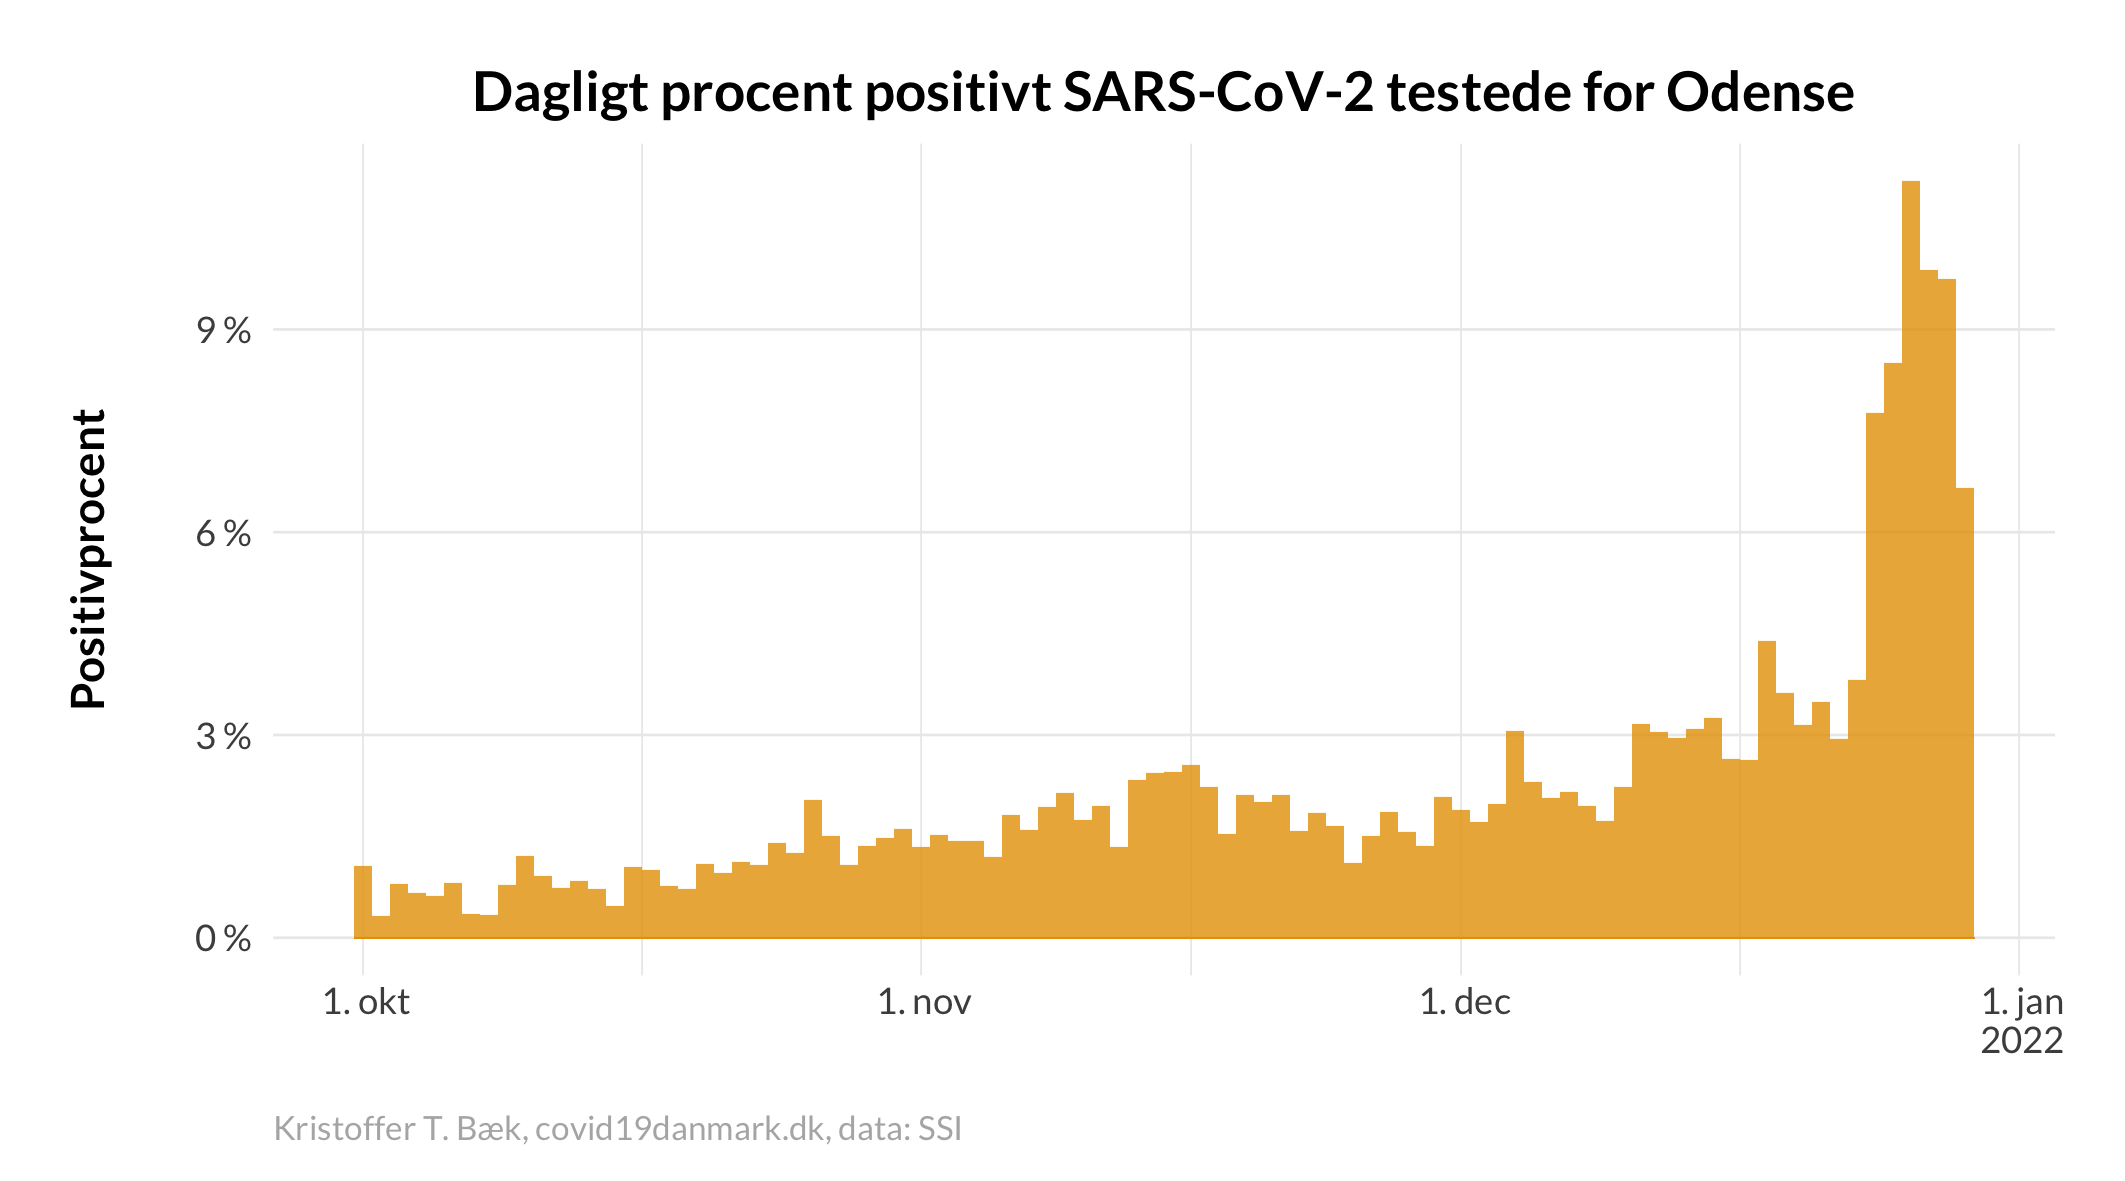 Dagligt procent positivt SARS-CoV-2 testede for Odense
Positivprocent
9 %
6 %
3 %
0 %
1. okt
1. nov
1. dec
1. jan
2022
Kristoffer T. Bæk, covid19danmark.dk, data: SSI